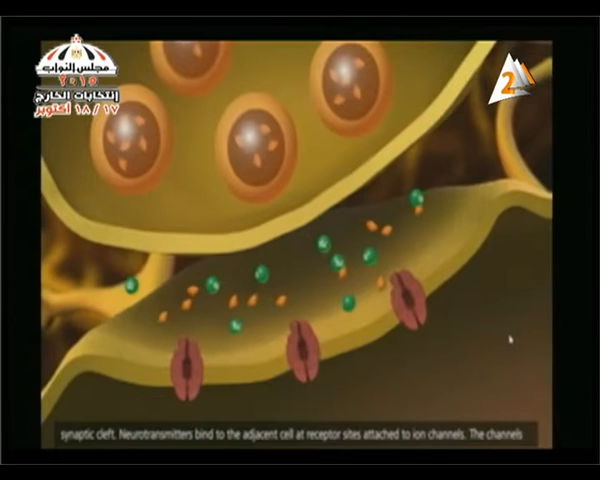 مجلس النواب
٢٠١٥
إنتخابات الخارج
١٨/١٧ أكتوبر
2
synaptic cleft. Neurotransmitters bind to the adjacent cell at receptor sites attached to ion channels. The channels